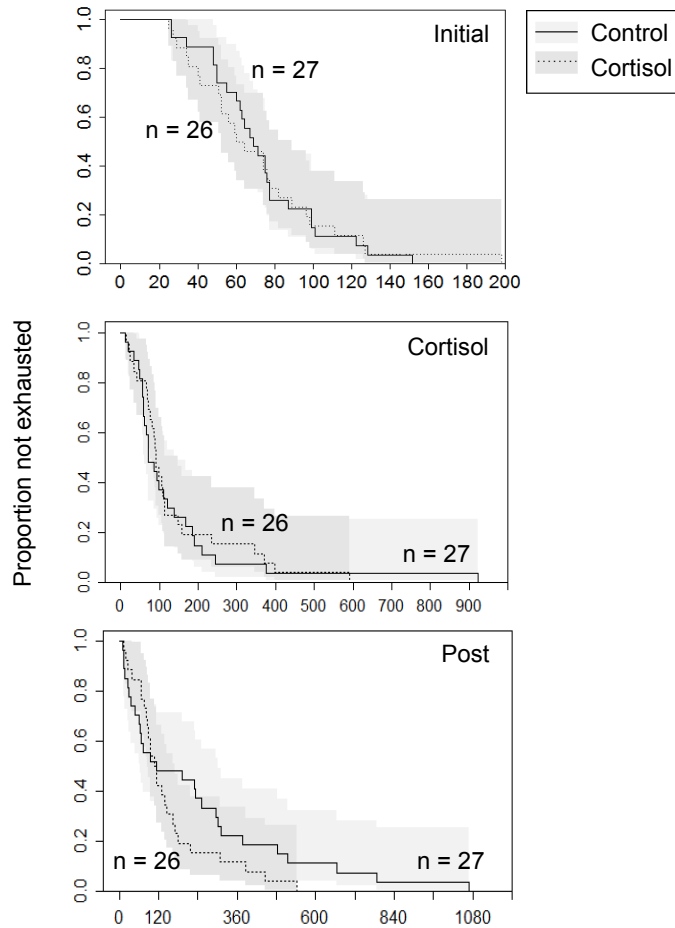 Initial
Control
Cortisol
n = 27
n = 26
0.0 0.2 0.4 0.6 0.8 1.0
0 20 40 60 80 100 120 140 160 180 200
Proportion not exhausted
Cortisol
n = 26
n = 27
0.0 0.2 0.4 0.6 0.8 1.0
0 100 200 300 400 500 600 700 800 900
Post
n = 26
n = 27
0.0 0.2 0.4 0.6 0.8 1.0
0 120 360 600 840 1080